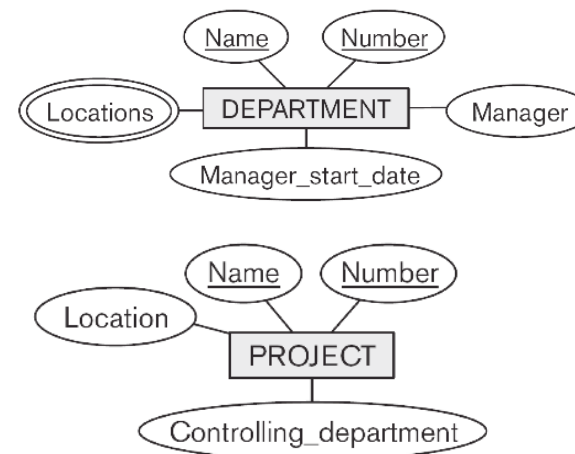 Name
Number
Locations
DEPARTMENT
Manager
Manager_start_date
Name
Number
Location
PROJECT
Controlling_department